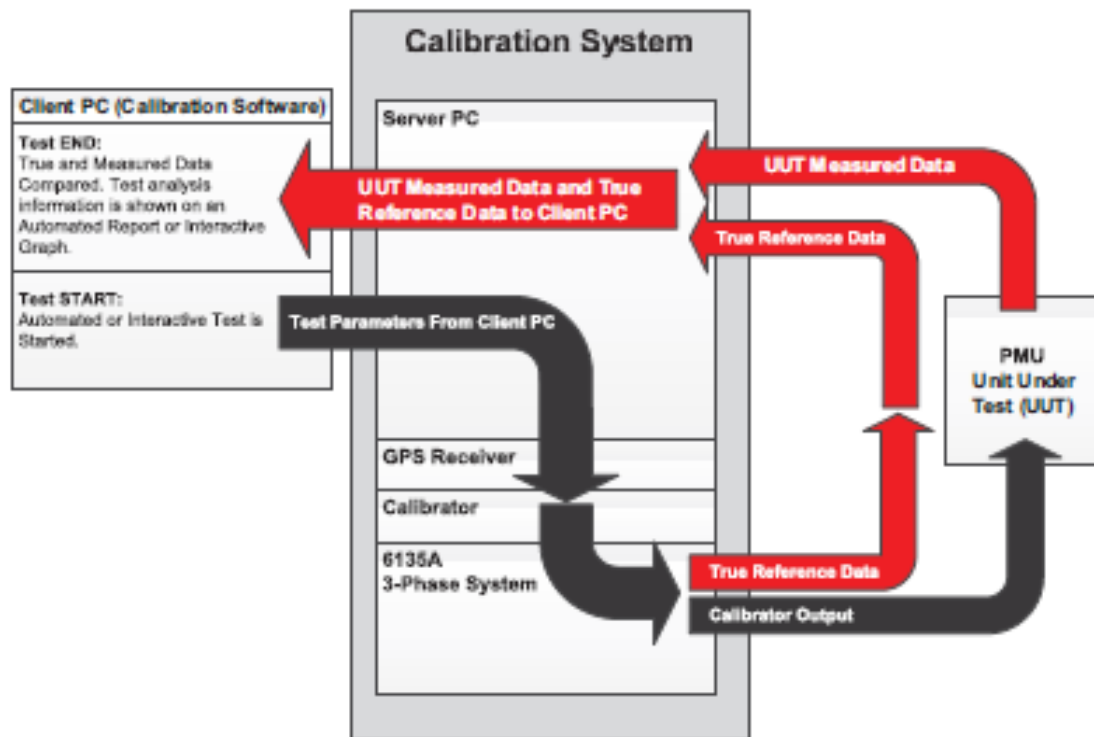 Calibration System
Client PC (Calibration Software)
Test END:
True and Measured Data
Compared. Test analysis
information is shown on an
Automated Report or Interactive
Graph.
Test START:
Automated or Interactive Test is
Started.
Server PC
UUT Measured Data and True
Reference Data to Client PC
UUT Measured Data
True Reference Data
Test Parameters From Client PC
PMU
Unit Under
Test (UUT)
GPS Receiver
Calibrator
6135A
3-Phase System
True Reference Data
Calibrator Output